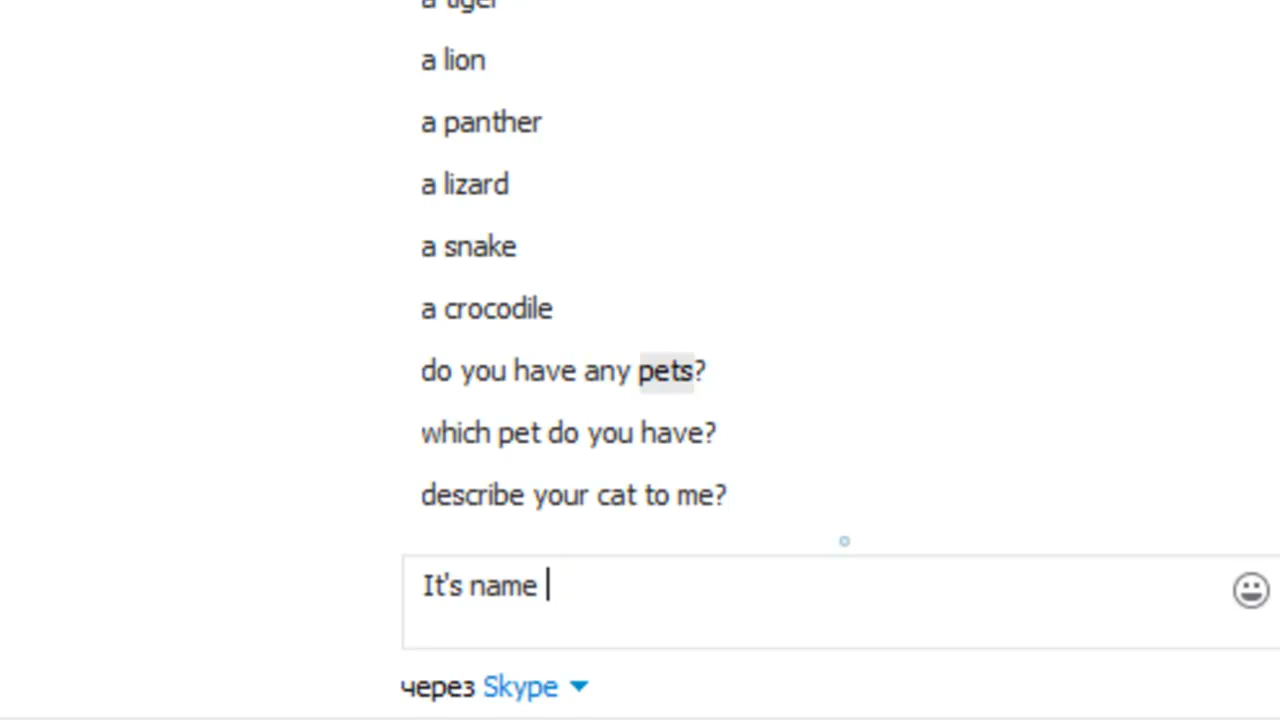 a tiger
a lion
a panther
a lizard
a snake
a crocodile
do you have any pets?
which pet do you have?
describe your cat to me?
It's name
через Skype